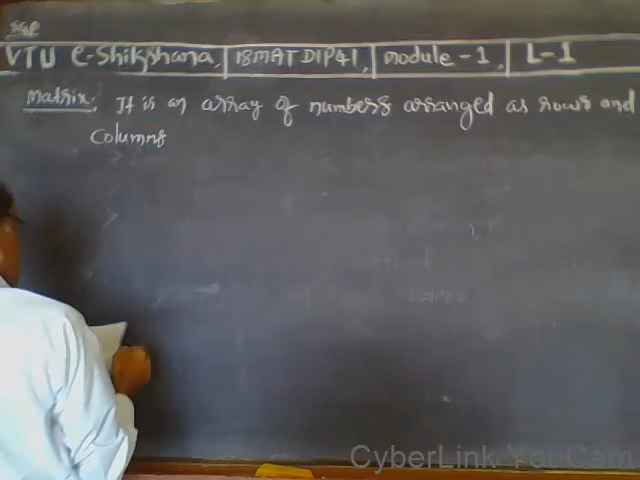 SGP
VTU e-Shikshana, 18MATDIP41, module - 1, L-1
Matrix: It is an array of numbers arranged as rows and
Columns
CyberLink YouCam